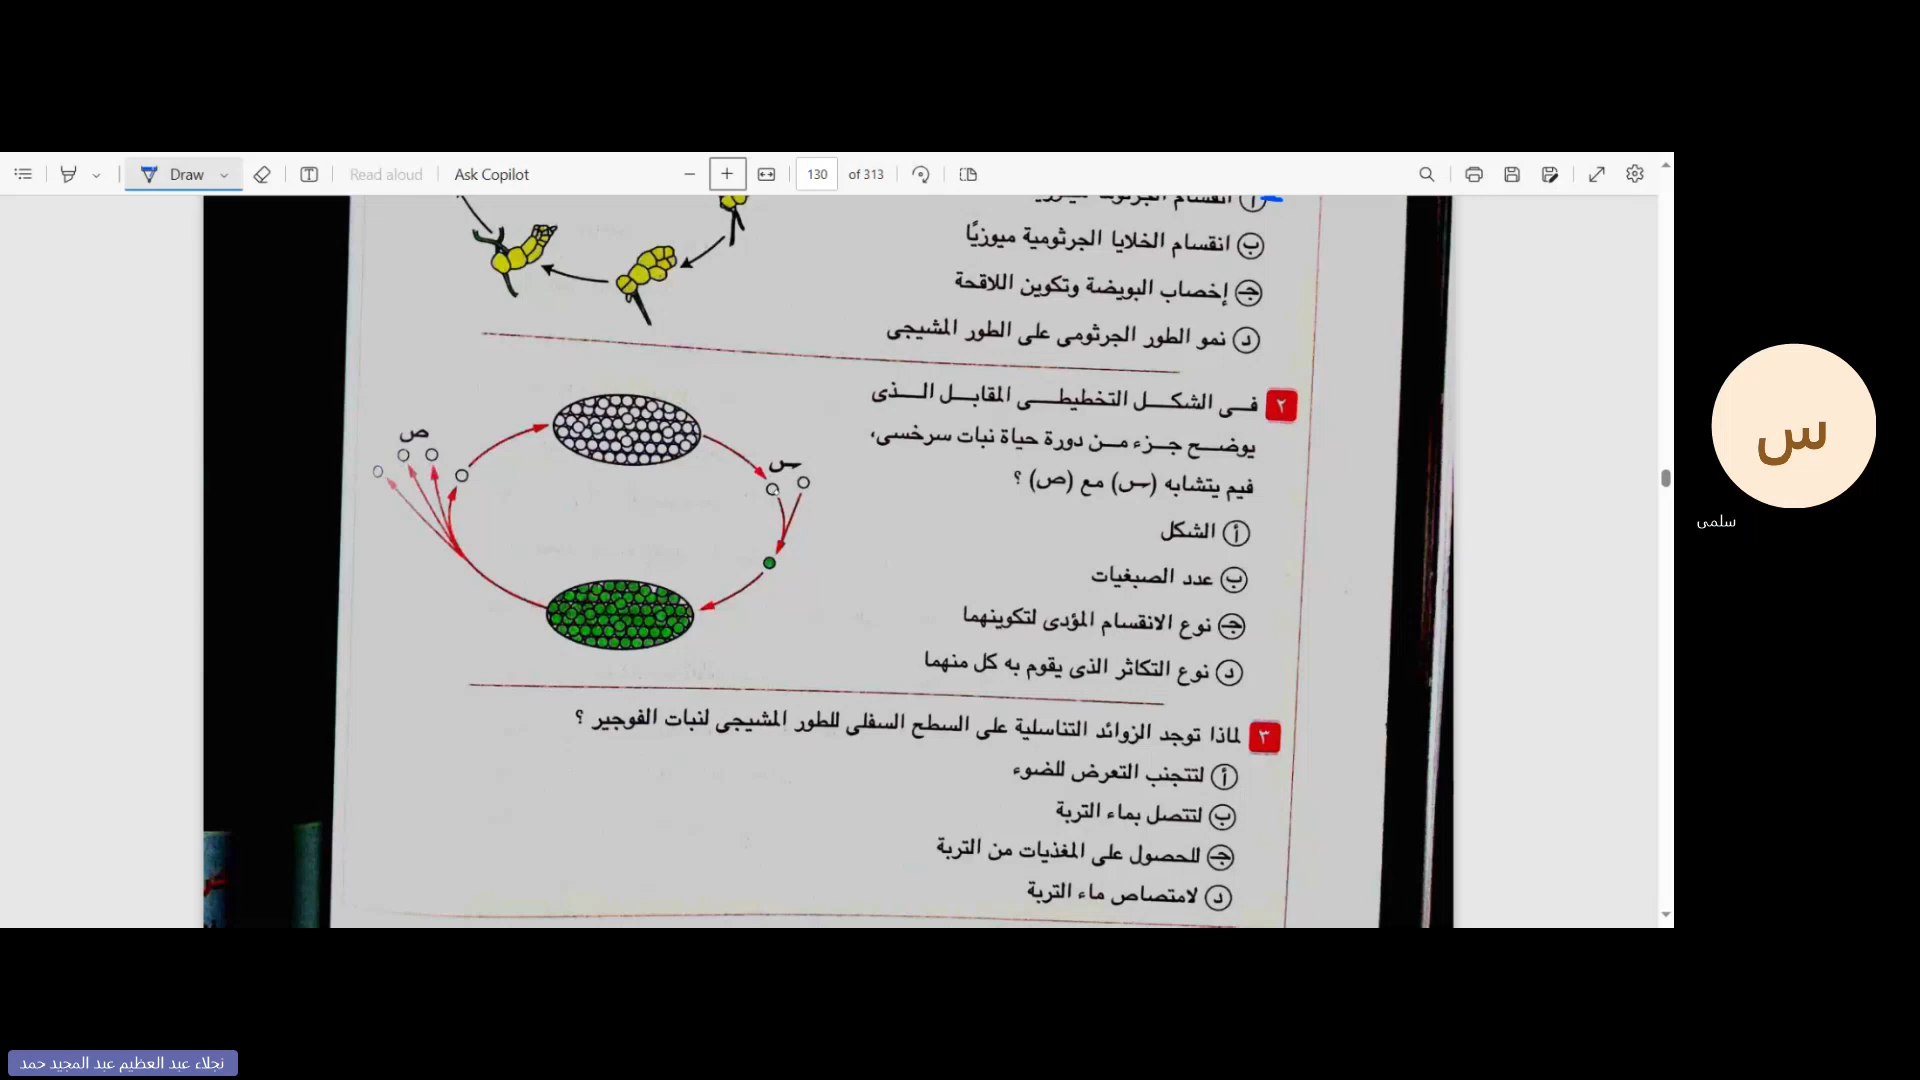 Draw
Read aloud
Ask Copilot
130
of 313
ب انقسام الخلايا الجرثومية ميوزيًا
ج إخصاب البويضة وتكوين اللاقحة
د نمو الطور الجرثومى على الطور المشيجى
٢ فى الشكل التخطيطى المقابل الذى
يوضح جزء من دورة حياة نبات سرخسى،
فيم يتشابه (س) مع (ص) ؟
أ الشكل
ب عدد الصبغيات
ج نوع الانقسام المؤدى لتكوينهما
د نوع التكاثر الذى يقوم به كل منهما
ص
س
٣ لماذا توجد الزوائد التناسلية على السطح السفلى للطور المشيجى لنبات الفوجير ؟
أ لتتجنب التعرض للضوء
ب لتتصل بماء التربة
ج للحصول على المغذيات من التربة
د لامتصاص ماء التربة
س
سلمى
نجلاء عبد العظيم عبد المجيد حمد